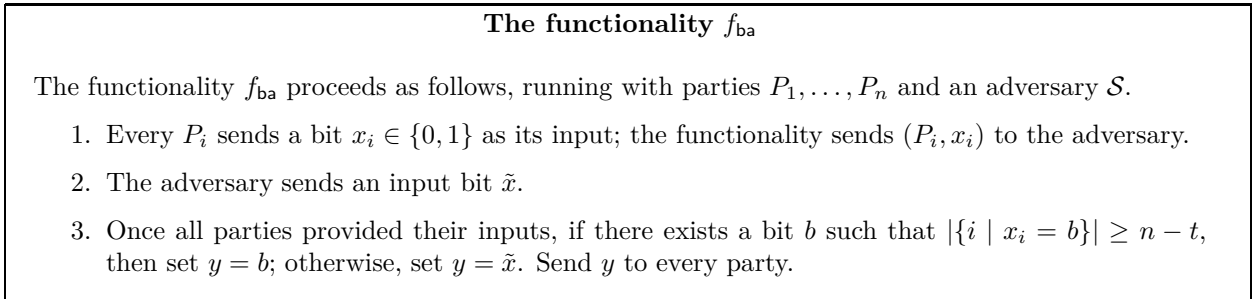 The functionality f_ba
The functionality f_ba proceeds as follows, running with parties P_1, . . . , P_n and an adversary 𝒮.
1. Every P_i sends a bit x_i ∈ {0, 1} as its input; the functionality sends (P_i, x_i) to the adversary.
2. The adversary sends an input bit x̃.
3. Once all parties provided their inputs, if there exists a bit b such that |{i | x_i = b}| ≥ n − t,
then set y = b; otherwise, set y = x̃. Send y to every party.